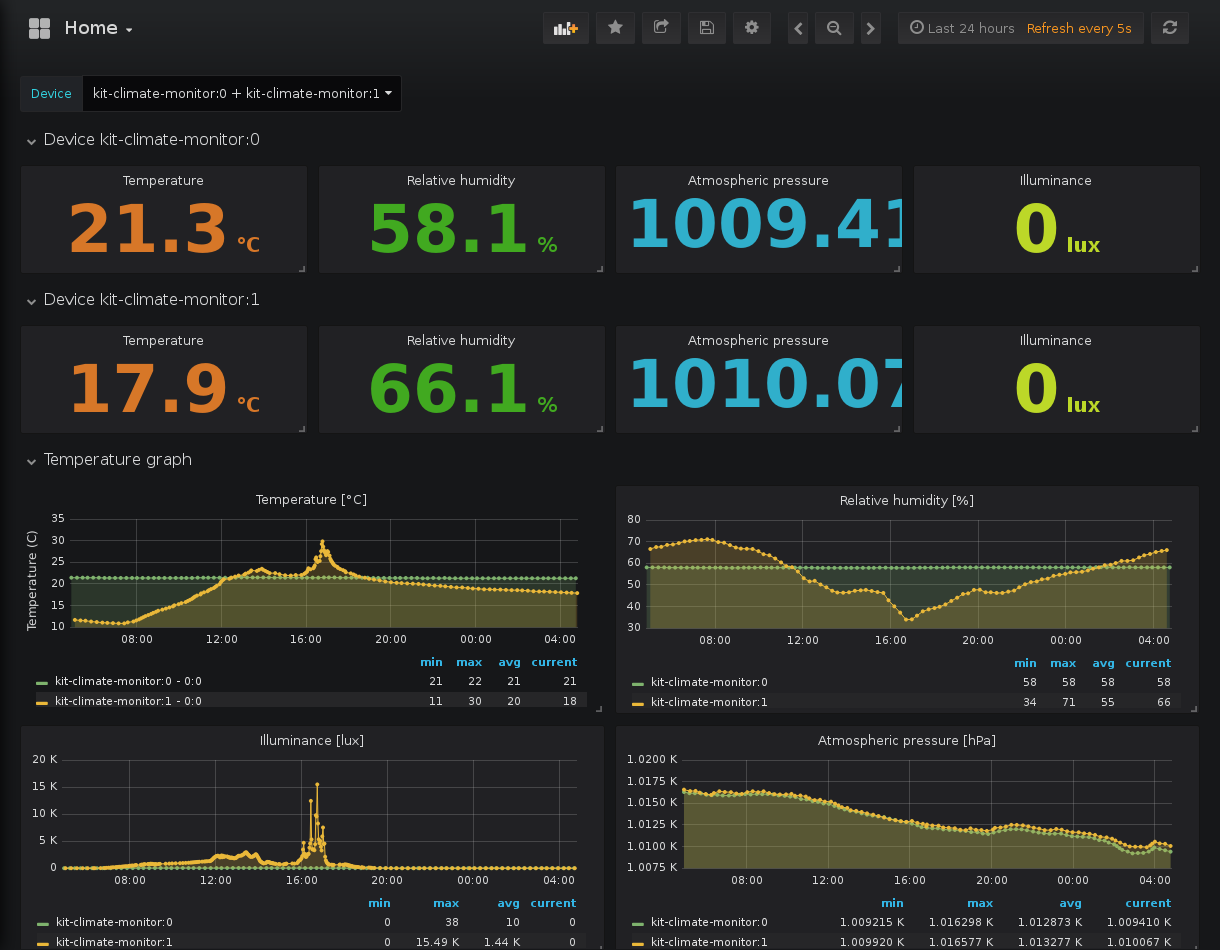 Home
Last 24 hours Refresh every 5s
Device kit-climate-monitor:0 + kit-climate-monitor:1
Device kit-climate-monitor:0
Temperature Relative humidity Atmospheric pressure Illuminance
21.3 °C 58.1 % 1009.41 0 lux
Device kit-climate-monitor:1
Temperature Relative humidity Atmospheric pressure Illuminance
17.9 °C 66.1 % 1010.07 0 lux
Temperature graph
Temperature [°C]
Temperature (C)
35
30
25
20
15
10
08:00 12:00 16:00 20:00 00:00 04:00
min max avg current
kit-climate-monitor:0 - 0:0 21 22 21 21
kit-climate-monitor:1 - 0:0 11 30 20 18
Relative humidity [%]
80
70
60
50
40
30
08:00 12:00 16:00 20:00 00:00 04:00
min max avg current
kit-climate-monitor:0 58 58 58 58
kit-climate-monitor:1 34 71 55 66
Illuminance [lux]
20 K
15 K
10 K
5 K
0
08:00 12:00 16:00 20:00 00:00 04:00
min max avg current
kit-climate-monitor:0 0 38 10 0
kit-climate-monitor:1 0 15.49 K 1.44 K 0
Atmospheric pressure [hPa]
1.0200 K
1.0175 K
1.0150 K
1.0125 K
1.0100 K
1.0075 K
08:00 12:00 16:00 20:00 00:00 04:00
min max avg current
kit-climate-monitor:0 1.009215 K 1.016298 K 1.012873 K 1.009410 K
kit-climate-monitor:1 1.009920 K 1.016577 K 1.013277 K 1.010067 K